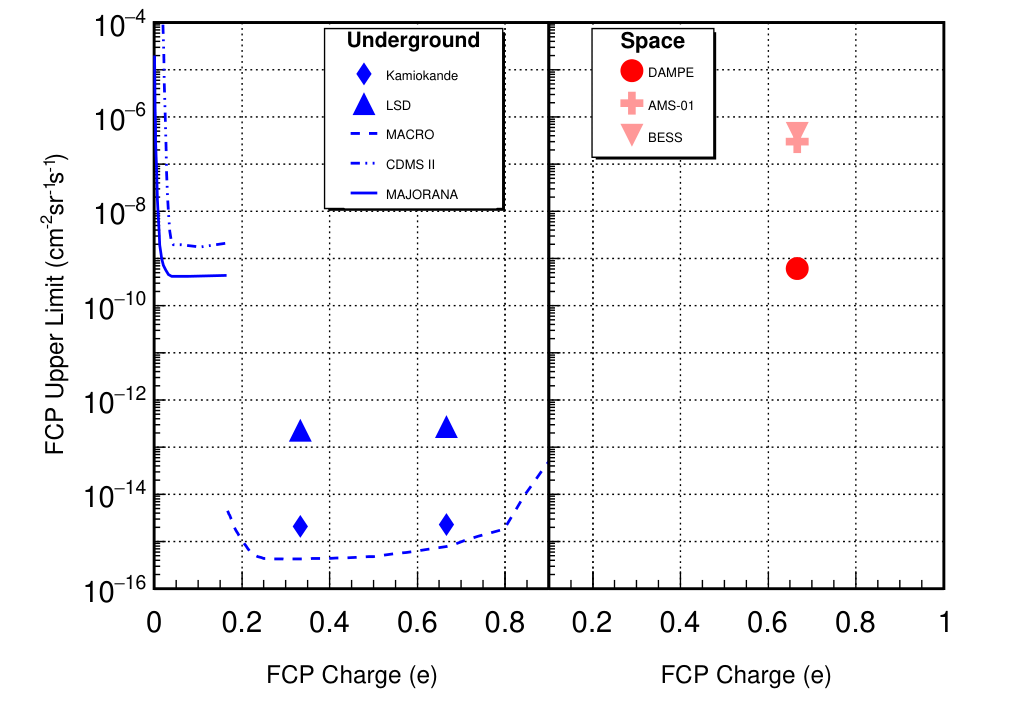 FCP Upper Limit (cm⁻²sr⁻¹s⁻¹)
10⁻⁴
10⁻⁶
10⁻⁸
10⁻¹⁰
10⁻¹²
10⁻¹⁴
10⁻¹⁶
Underground
Kamiokande
LSD
MACRO
CDMS II
MAJORANA
Space
DAMPE
AMS-01
BESS
0 0.2 0.4 0.6 0.8 0.2 0.4 0.6 0.8 1
FCP Charge (e) FCP Charge (e)